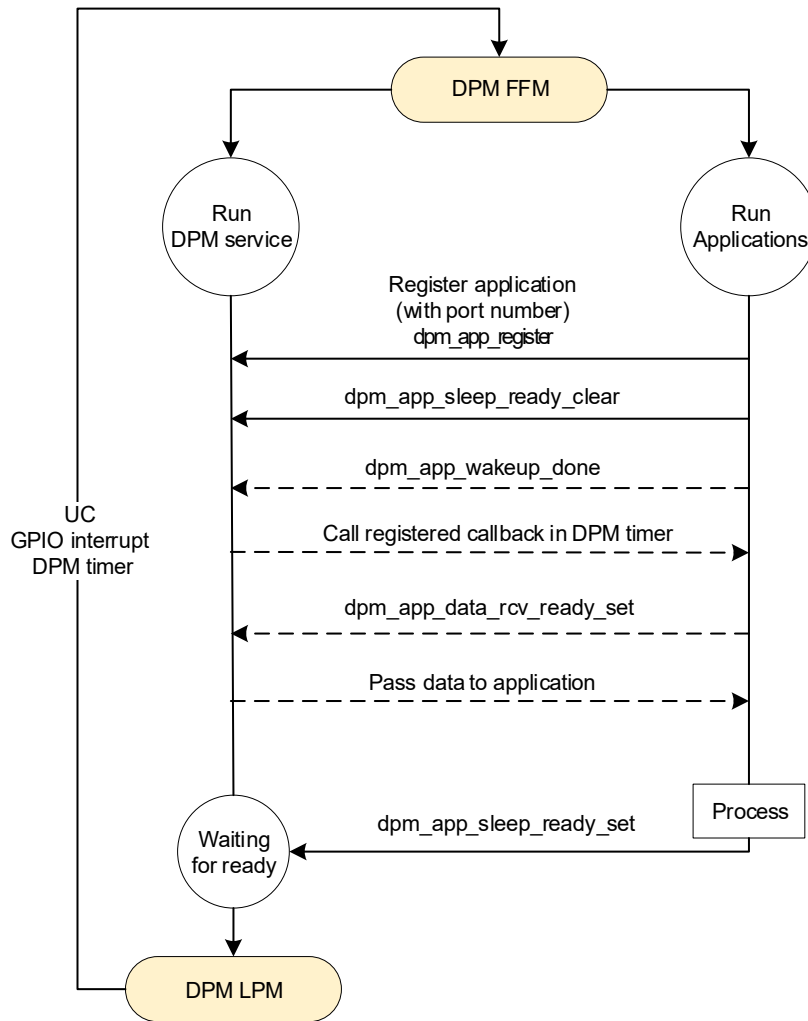 DPM FFM
Run
DPM service
Run
Applications
Register application
(with port number)
dpm_app_register
dpm_app_sleep_ready_clear
dpm_app_wakeup_done
UC
GPIO interrupt
DPM timer
Call registered callback in DPM timer
dpm_app_data_rcv_ready_set
Pass data to application
Process
dpm_app_sleep_ready_set
Waiting
for ready
DPM LPM